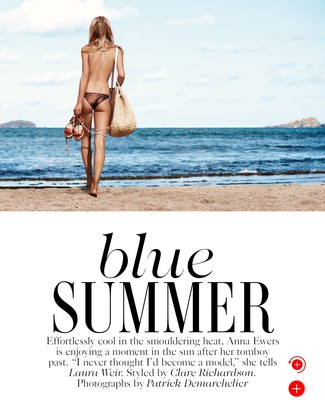 blue
SUMMER
Effortlessly cool in the smouldering heat, Anna Ewers
is enjoying a moment in the sun after her tomboy
past. “I never thought I’d become a model,” she tells
Laura Weir. Styled by Clare Richardson.
Photographs by Patrick Demarchelier